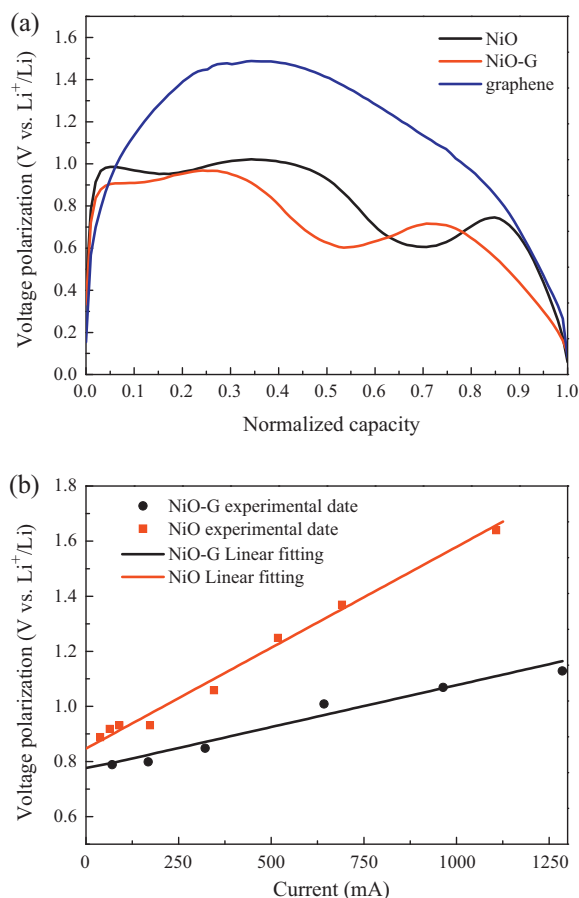 (a)
1.6
1.4
1.2
1.0
0.8
0.6
0.4
0.2
0.0
Voltage polarization (V vs. Li+/Li)
NiO
NiO-G
graphene
0.0 0.1 0.2 0.3 0.4 0.5 0.6 0.7 0.8 0.9 1.0
Normalized capacity
(b)
1.8
1.6
1.4
1.2
1.0
0.8
0.6
Voltage polarization (V vs. Li+/Li)
NiO-G experimental date
NiO experimental date
NiO-G Linear fitting
NiO Linear fitting
0 250 500 750 1000 1250
Current (mA)